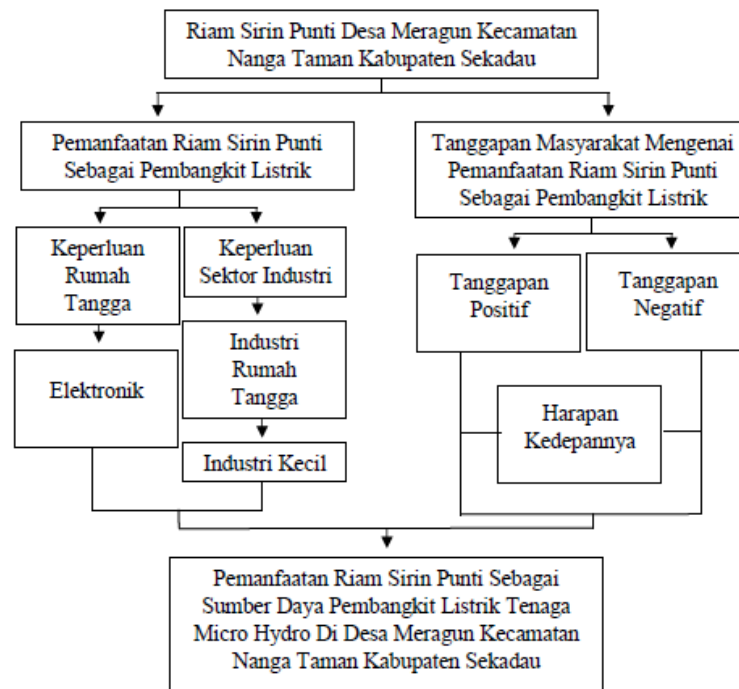 Riam Sirin Punti Desa Meragun Kecamatan
Nanga Taman Kabupaten Sekadau
Pemanfaatan Riam Sirin Punti
Sebagai Pembangkit Listrik
Tanggapan Masyarakat Mengenai
Pemanfaatan Riam Sirin Punti
Sebagai Pembangkit Listrik
Keperluan
Rumah
Tangga
Keperluan
Sektor Industri
Tanggapan
Positif
Tanggapan
Negatif
Elektronik
Industri
Rumah
Tangga
Industri Kecil
Harapan
Kedepannya
Pemanfaatan Riam Sirin Punti Sebagai
Sumber Daya Pembangkit Listrik Tenaga
Micro Hydro Di Desa Meragun Kecamatan
Nanga Taman Kabupaten Sekadau